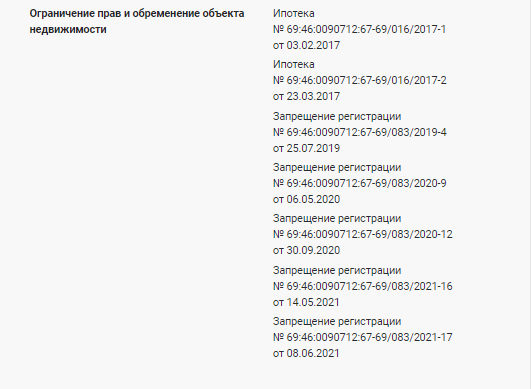 Ограничение прав и обременение объекта
недвижимости
Ипотека
№ 69:46:0090712:67-69/016/2017-1
от 03.02.2017
Ипотека
№ 69:46:0090712:67-69/016/2017-2
от 23.03.2017
Запрещение регистрации
№ 69:46:0090712:67-69/083/2019-4
от 25.07.2019
Запрещение регистрации
№ 69:46:0090712:67-69/083/2020-9
от 06.05.2020
Запрещение регистрации
№ 69:46:0090712:67-69/083/2020-12
от 30.09.2020
Запрещение регистрации
№ 69:46:0090712:67-69/083/2021-16
от 14.05.2021
Запрещение регистрации
№ 69:46:0090712:67-69/083/2021-17
от 08.06.2021